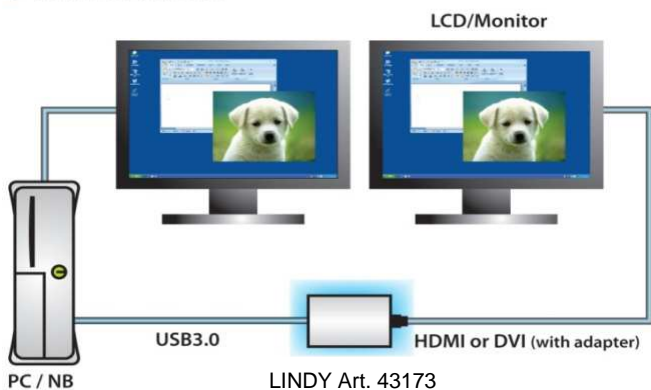 LCD/Monitor
USB3.0
HDMI or DVI (with adapter)
PC / NB
LINDY Art. 43173